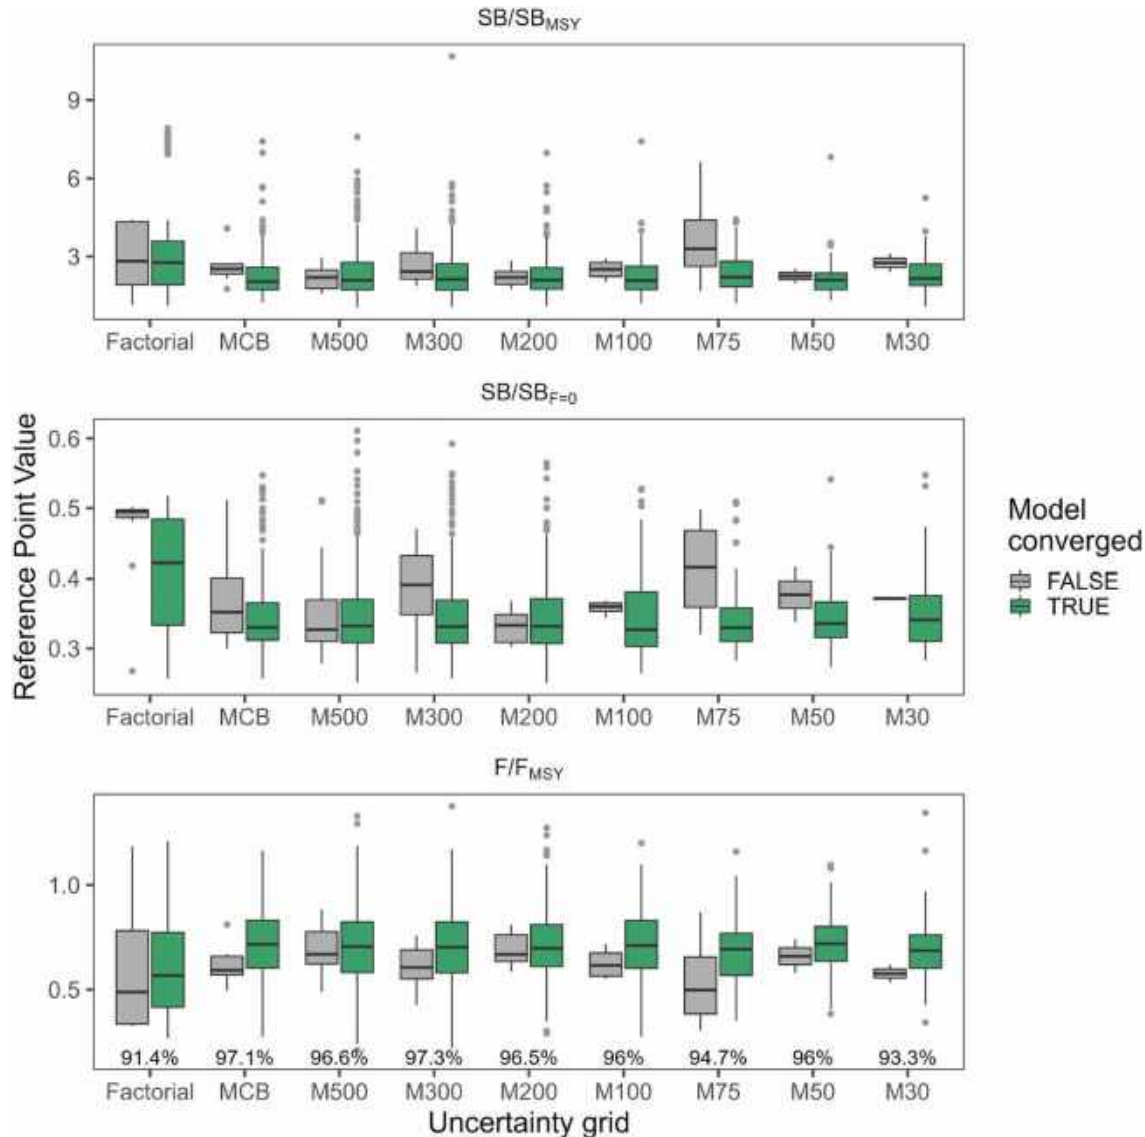 SB/SBMSY
9
6
3
Factorial MCB M500 M300 M200 M100 M75 M50 M30
SB/SBF=0
0.6
0.5
0.4
0.3
Factorial MCB M500 M300 M200 M100 M75 M50 M30
F/FMSY
1.0
0.5
91.4% 97.1% 96.6% 97.3% 96.5% 96% 94.7% 96% 93.3%
Factorial MCB M500 M300 M200 M100 M75 M50 M30
Uncertainty grid
Reference Point Value
Model
converged
FALSE
TRUE